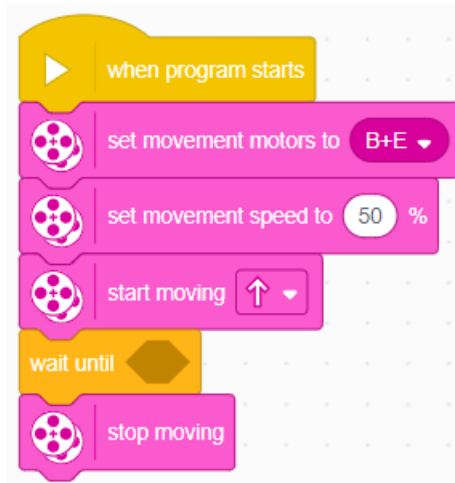 when program starts
set movement motors to B+E
set movement speed to 50 %
start moving
wait until
stop moving